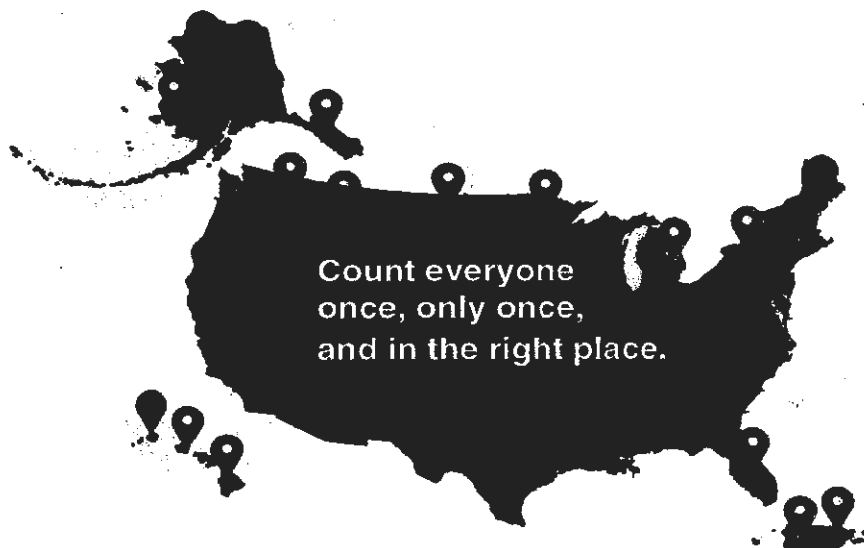 Count everyone
once, only once,
and in the right place.